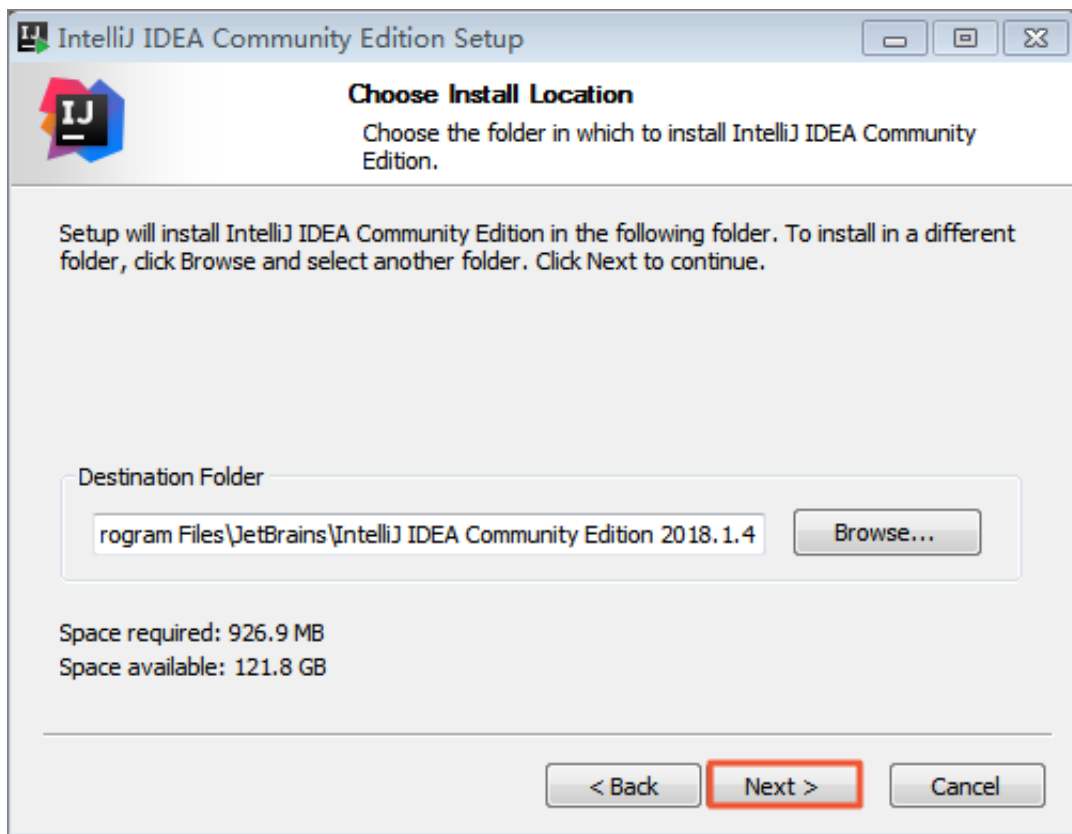 IntelliJ IDEA Community Edition Setup
IJ
Choose Install Location
Choose the folder in which to install IntelliJ IDEA Community
Edition.
Setup will install IntelliJ IDEA Community Edition in the following folder. To install in a different
folder, click Browse and select another folder. Click Next to continue.
Destination Folder
rogram Files\JetBrains\IntelliJ IDEA Community Edition 2018.1.4
Browse...
Space required: 926.9 MB
Space available: 121.8 GB
< Back
Next >
Cancel